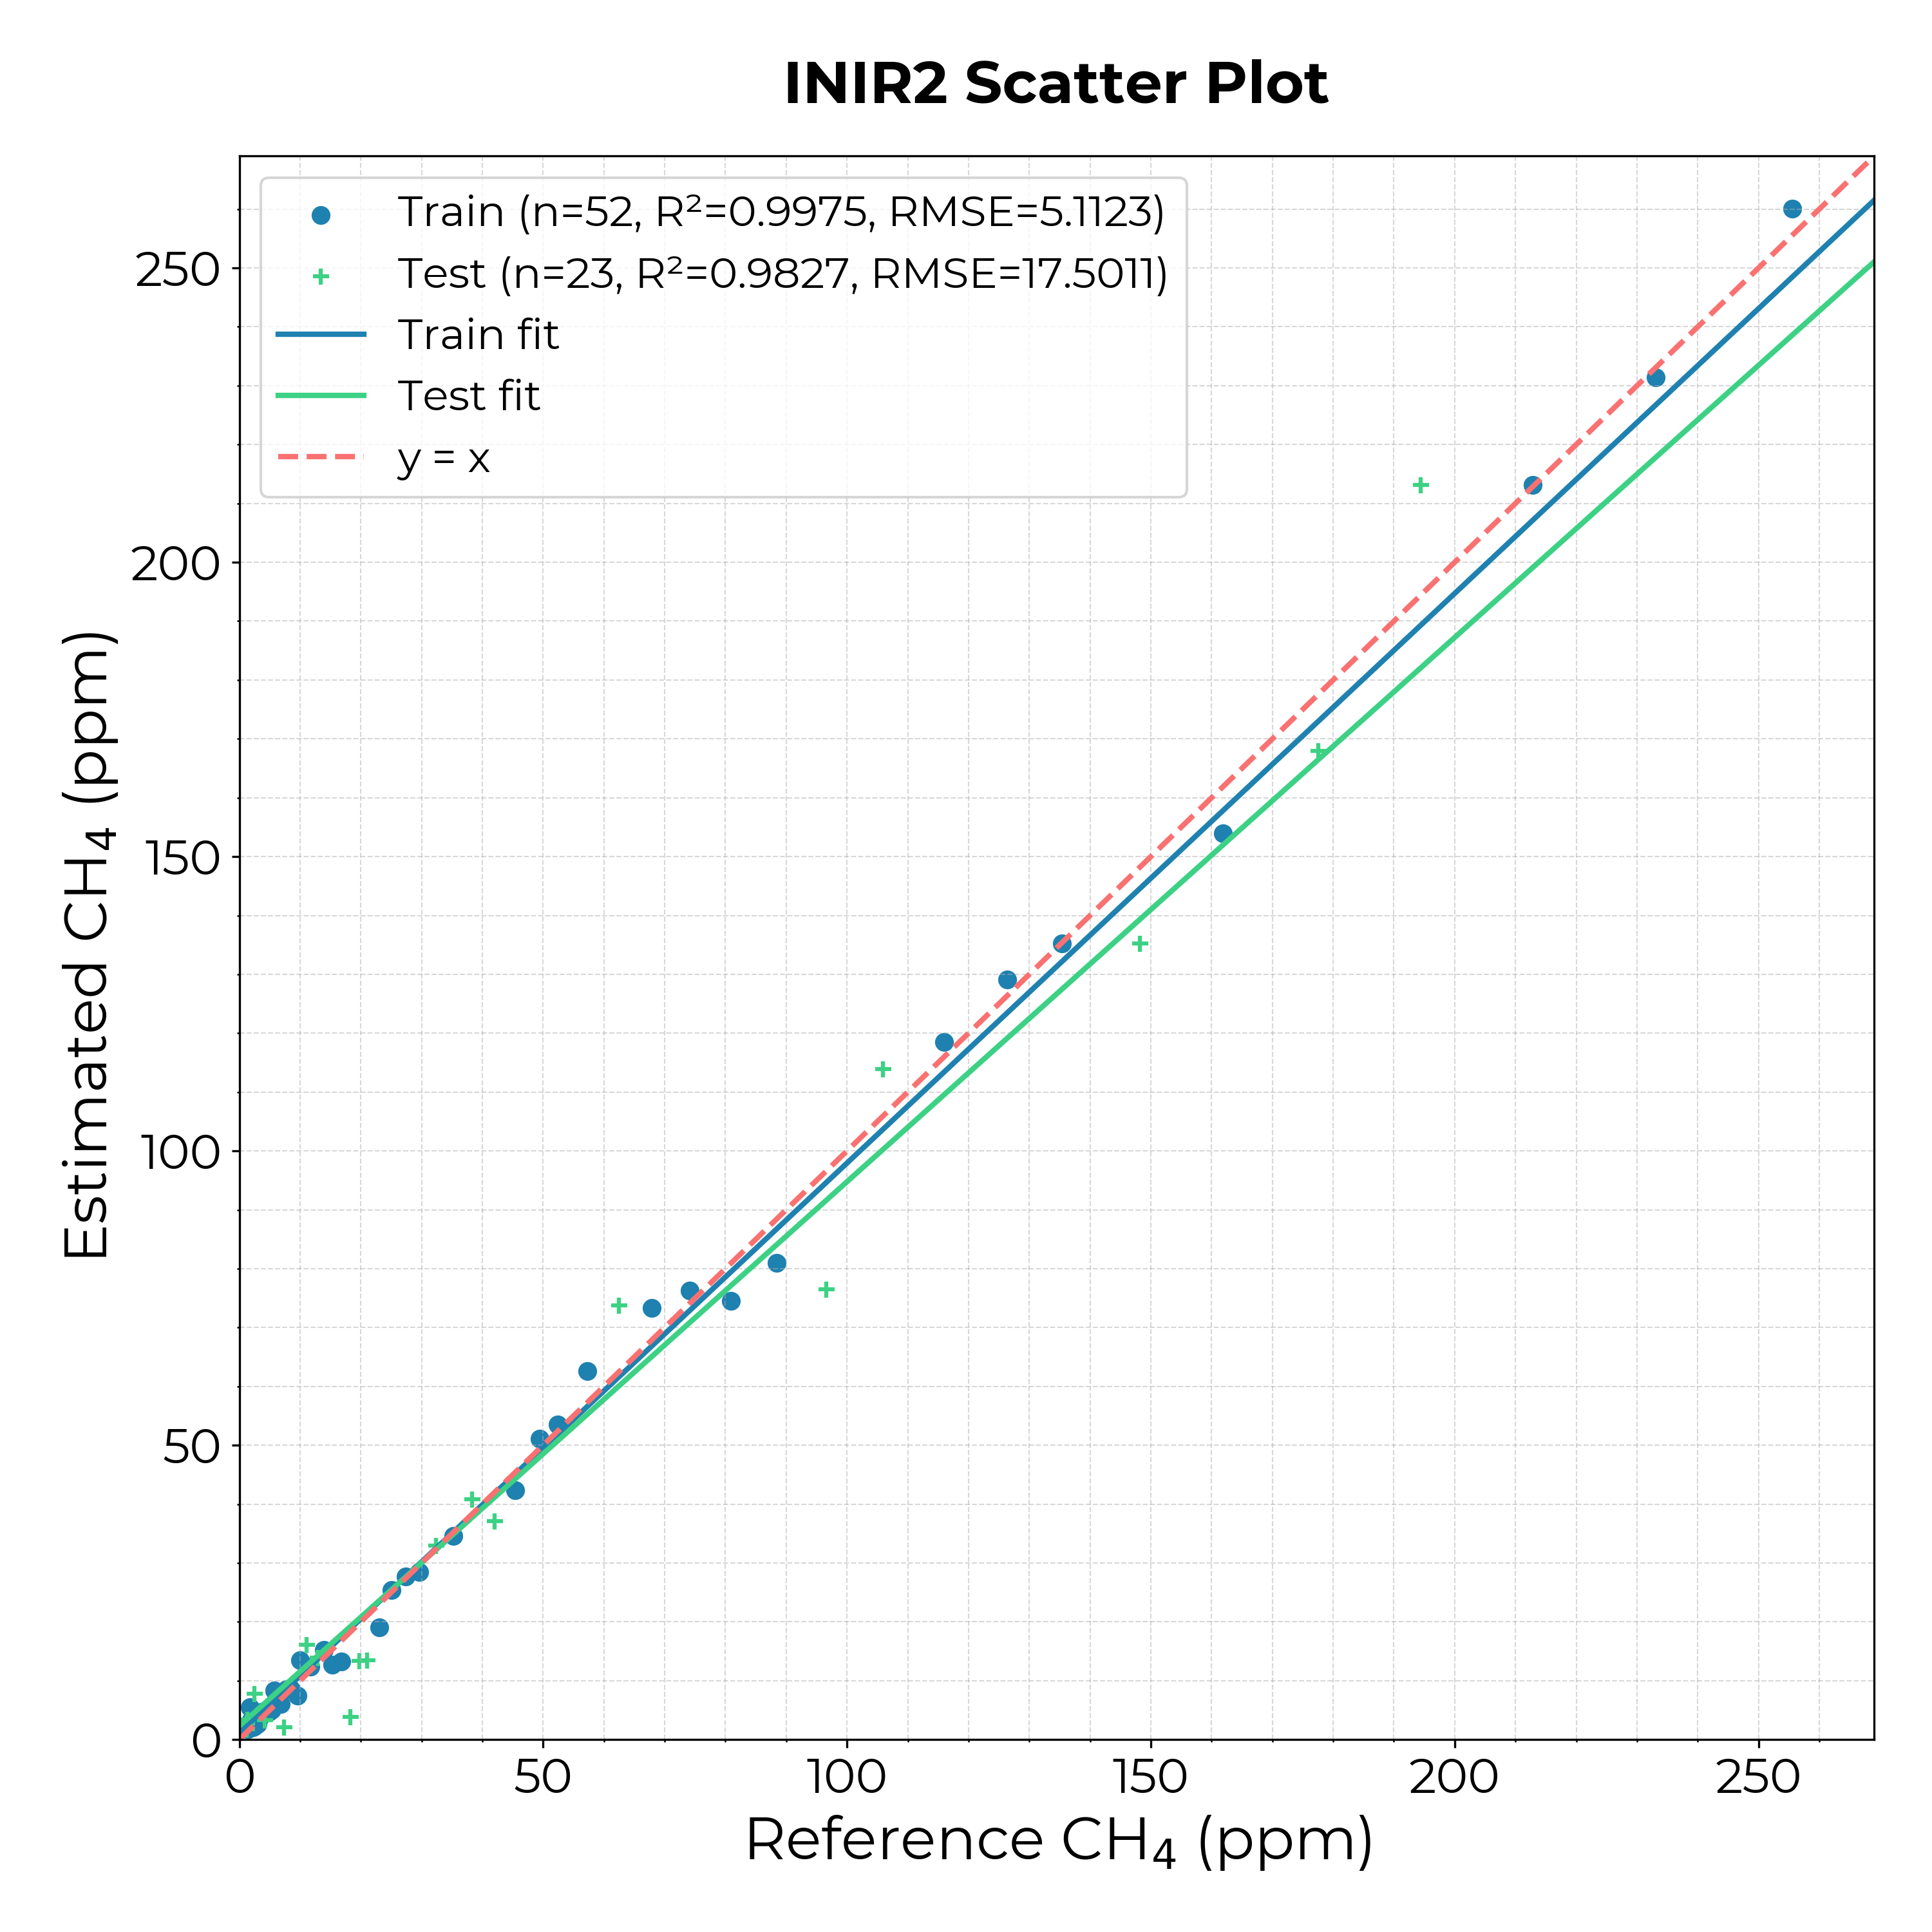 INIR2 Scatter Plot
Train (n=52, R²=0.9975, RMSE=5.1123)
Test (n=23, R²=0.9827, RMSE=17.5011)
Train fit
Test fit
y = x
Estimated CH₄ (ppm)
250
200
150
100
50
0
0 50 100 150 200 250
Reference CH₄ (ppm)